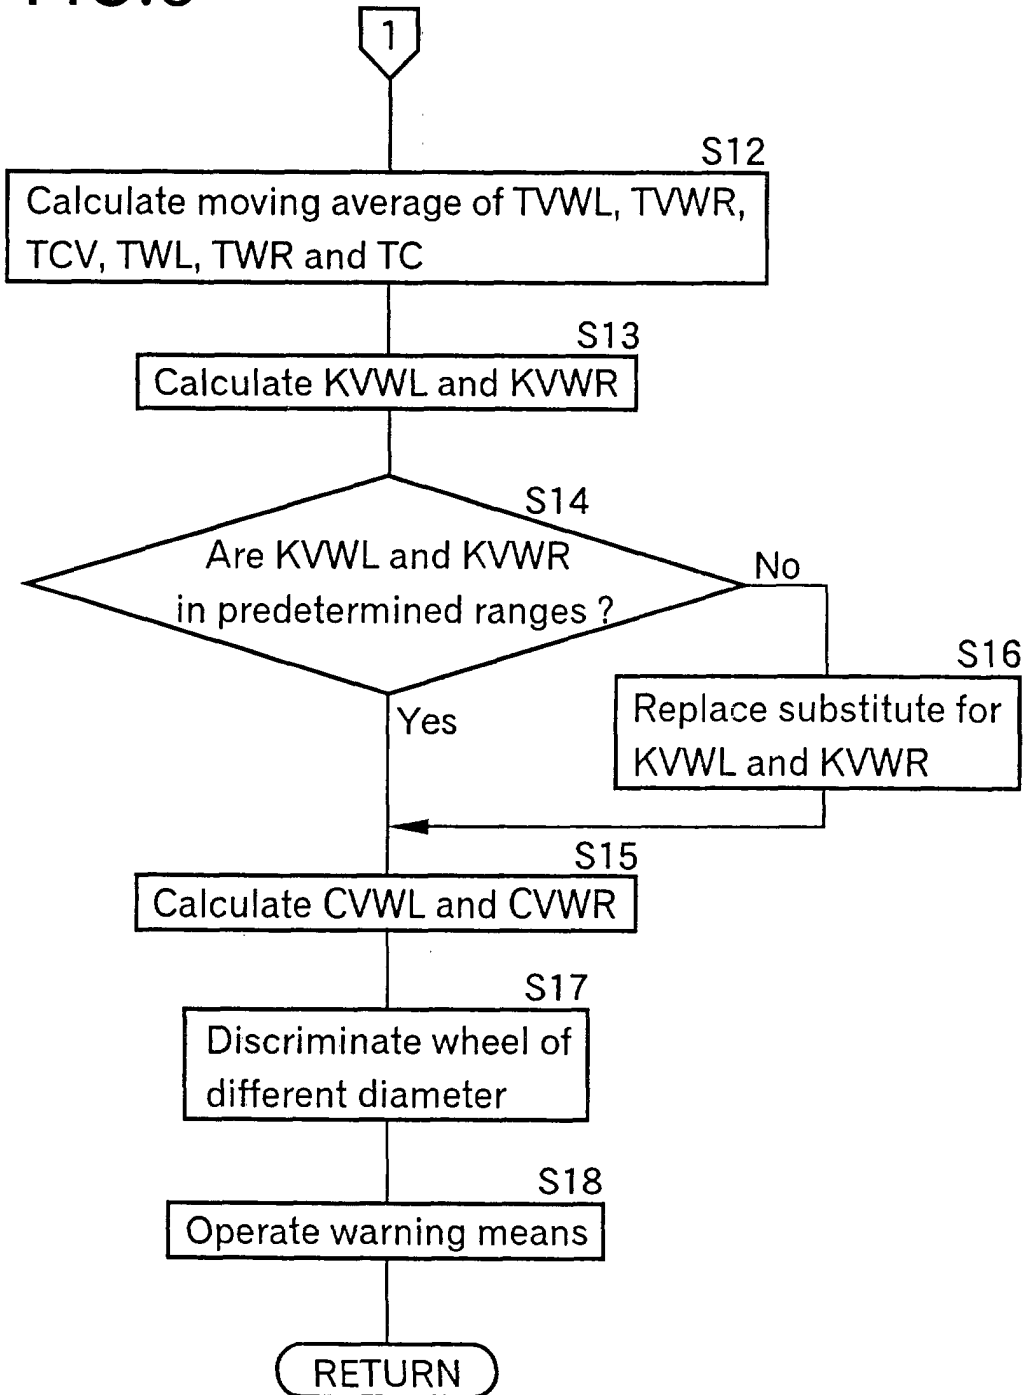 1
S12
Calculate moving average of TVWL, TVWR,
TCV, TWL, TWR and TC
S13
Calculate KVWL and KVWR
S14
Are KVWL and KVWR
in predetermined ranges ?
No
Yes
S16
Replace substitute for
KVWL and KVWR
S15
Calculate CVWL and CVWR
S17
Discriminate wheel of
different diameter
S18
Operate warning means
RETURN